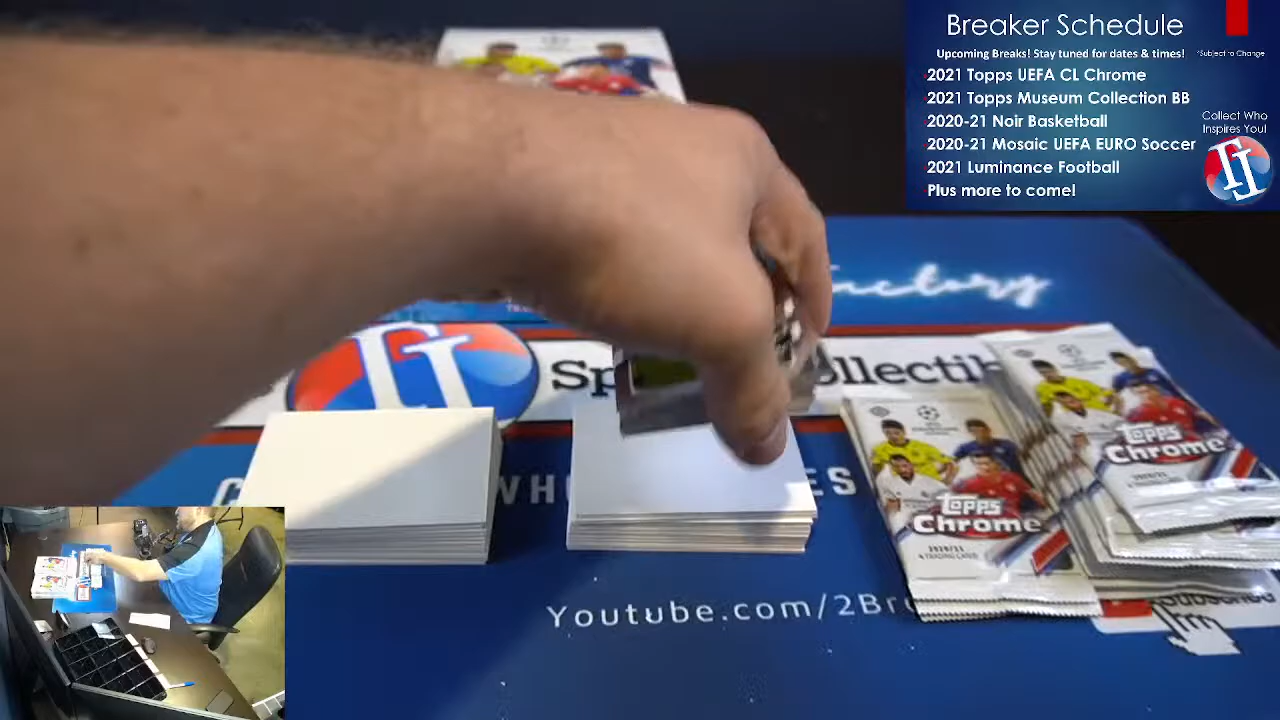 Breaker Schedule
Upcoming Breaks! Stay tuned for dates & times!
*Subject to Change
2021 Topps UEFA CL Chrome
2021 Topps Museum Collection BB
2020-21 Noir Basketball
2020-21 Mosaic UEFA EURO Soccer
2021 Luminance Football
Plus more to come!
Collect Who
Inspires You!
Topps
Chrome
Topps
Chrome
Youtube.com/2Br